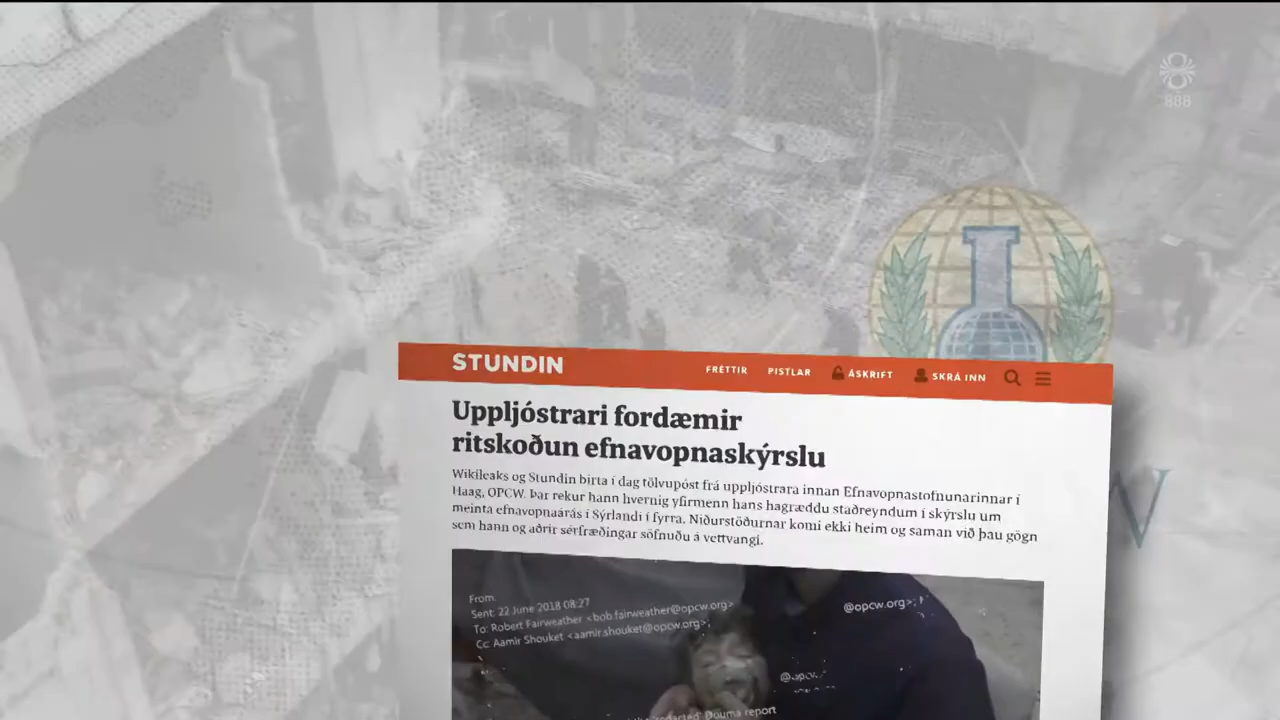 888
STUNDIN
FRÉTTIR PISTLAR ÁSKRIFT SKRÁ INN
Uppljóstrari fordæmir
ritskoðun efnavopnaskýrslu
Wikileaks og Stundin birta í dag tölvupóst frá uppljóstrara innan Efnavopnastofnunarinnar í
Haag, OPCW. Þar rekur hann hvernig yfirmenn hans hagræddu staðreyndum í skýrslu um
meinta efnavopnaárás í Sýrlandi í fyrra. Niðurstöðurnar komi ekki heim og saman við þau gögn
sem hann og aðrir sérfræðingar söfnuðu á vettvangi.
From:
Sent: 22 June 2018 08:27
To: Robert Fairweather <bob.fairweather@opcw.org>
@opcw.org>;
Cc: Aamir Shouket <aamir.shouket@opcw.org>;
Douma report
W